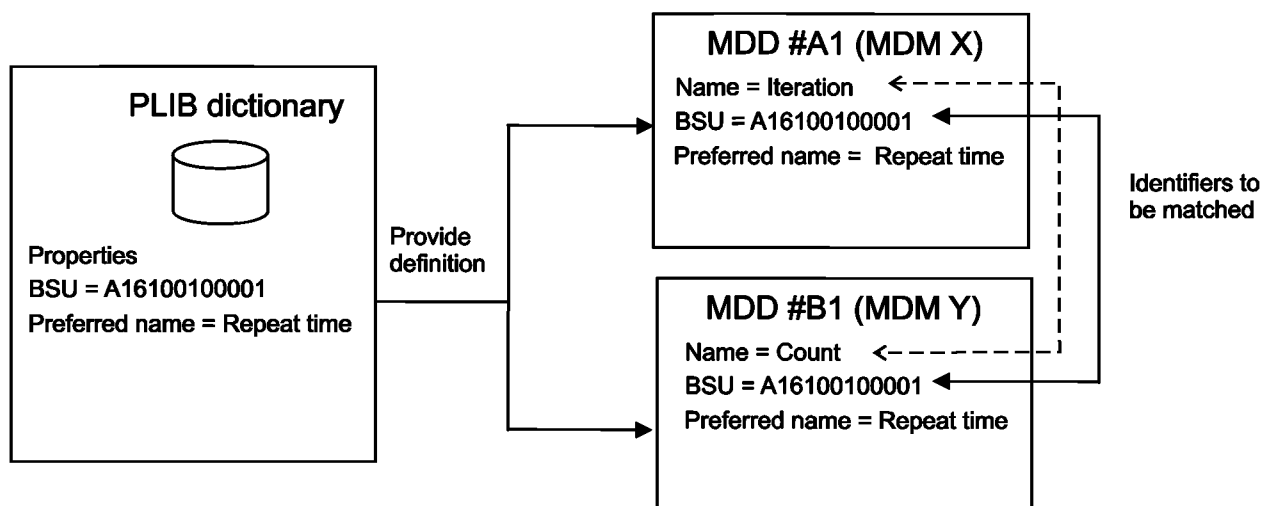 PLIB dictionary
Properties
BSU = A16100100001
Preferred name = Repeat time
Provide
definition
MDD #A1 (MDM X)
Name = Iteration
BSU = A16100100001
Preferred name = Repeat time
MDD #B1 (MDM Y)
Name = Count
BSU = A16100100001
Preferred name = Repeat time
Identifiers to
be matched